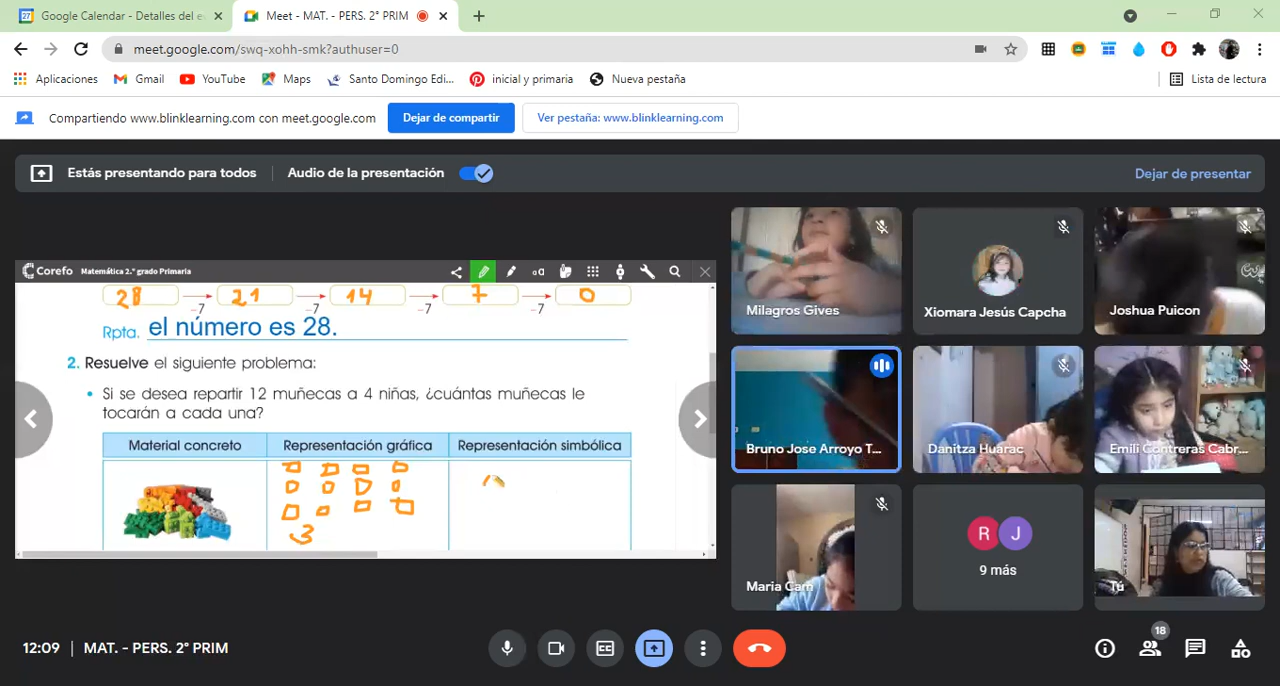 Google Calendar - Detalles del e
Meet - MAT. - PERS. 2° PRIM
meet.google.com/swq-xohh-smk?authuser=0
Aplicaciones
Gmail
YouTube
Maps
Santo Domingo Edi...
inicial y primaria
Nueva pestaña
Lista de lectura
Compartiendo www.blinklearning.com con meet.google.com
Dejar de compartir
Ver pestaña: www.blinklearning.com
Estás presentando para todos
Audio de la presentación
Dejar de presentar
Corefo Matemática 2.° grado Primaria
aa
28 21 14 7 0
-7 -7 -7 -7
Rpta. el número es 28.
2. Resuelve el siguiente problema:
• Si se desea repartir 12 muñecas a 4 niñas, ¿cuántas muñecas le
tocarán a cada una?
Material concreto Representación gráfica Representación simbólica
3
Milagros Gives
Xiomara Jesús Capcha
Joshua Puicon
Bruno Jose Arroyo T...
Danitza Huarac
Emili Contreras Cabr...
Maria Cam
R J
9 más
Tú
12:09 | MAT. - PERS. 2° PRIM
18